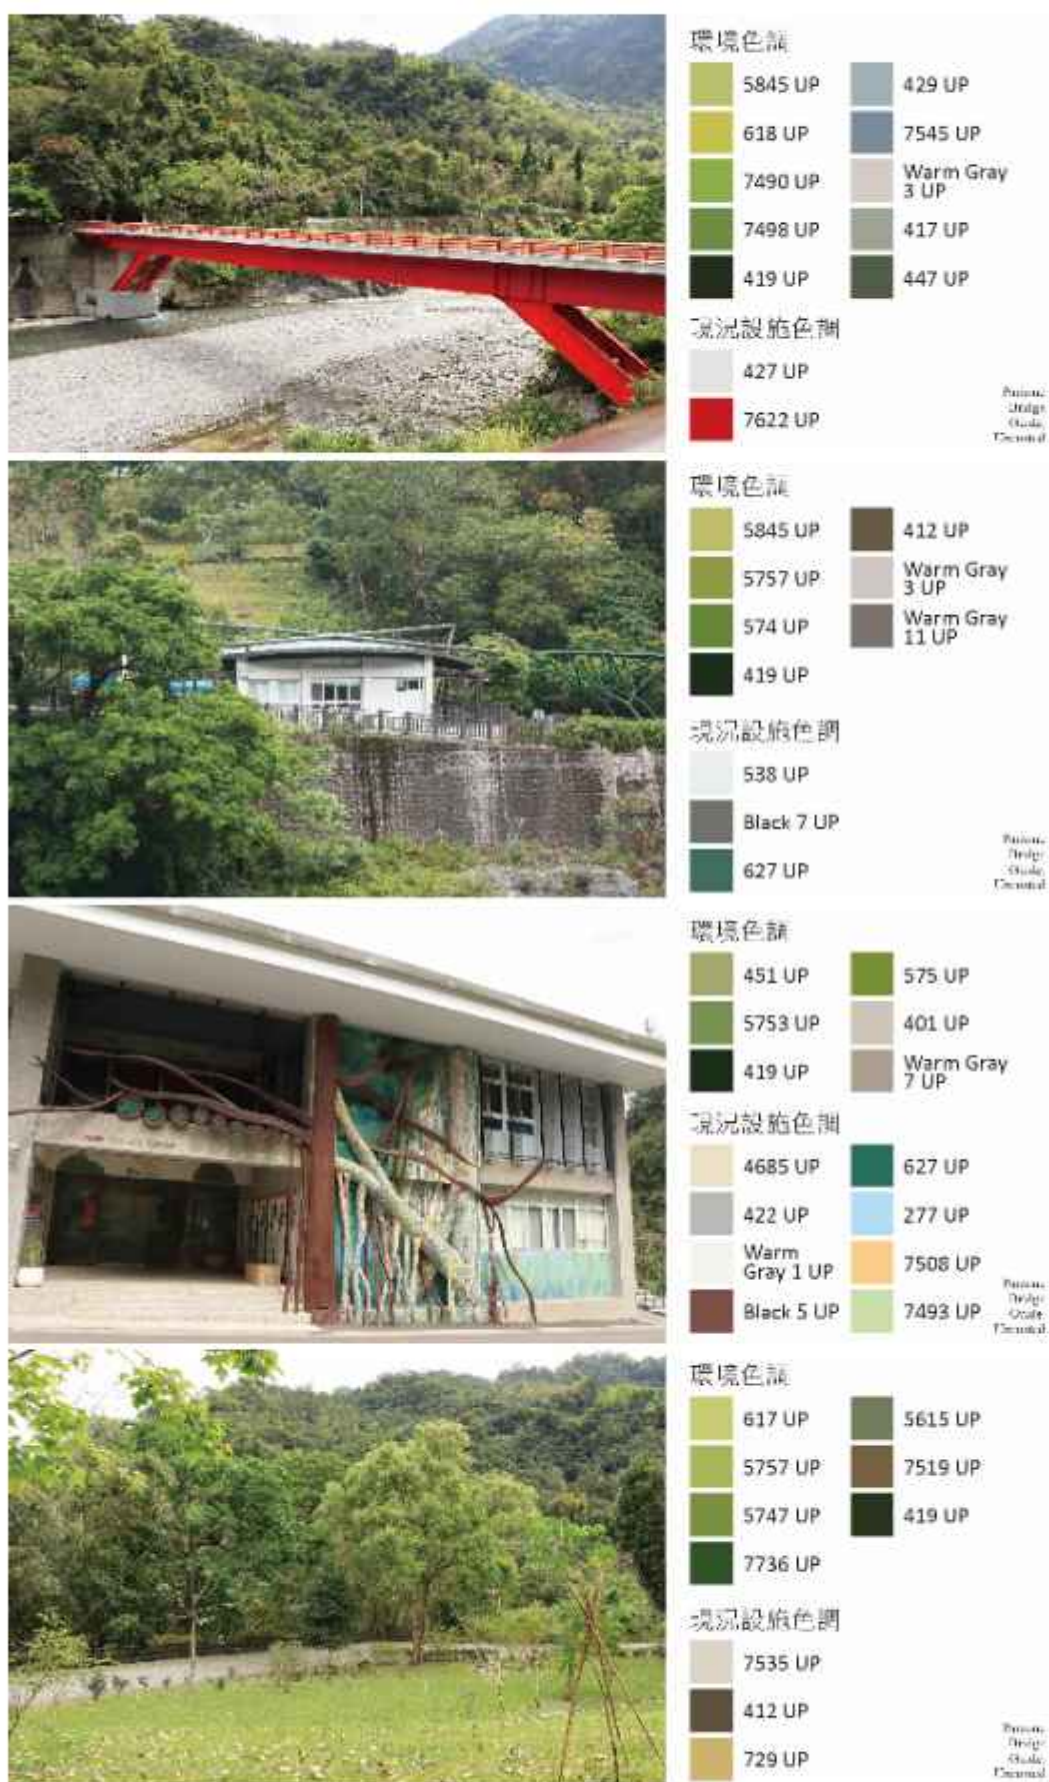 環境色調
5845 UP
618 UP
7490 UP
7498 UP
419 UP
429 UP
7545 UP
Warm Gray
3 UP
417 UP
447 UP
現況設施色調
427 UP
7622 UP
環境色調
5845 UP
5757 UP
574 UP
419 UP
412 UP
Warm Gray
3 UP
Warm Gray
11 UP
現況設施色調
538 UP
Black 7 UP
627 UP
環境色調
451 UP
5753 UP
419 UP
575 UP
401 UP
Warm Gray
7 UP
現況設施色調
4685 UP
422 UP
Warm
Gray 1 UP
Black 5 UP
627 UP
277 UP
7508 UP
7493 UP
環境色調
617 UP
5757 UP
5747 UP
7736 UP
5615 UP
7519 UP
419 UP
現況設施色調
7535 UP
412 UP
729 UP